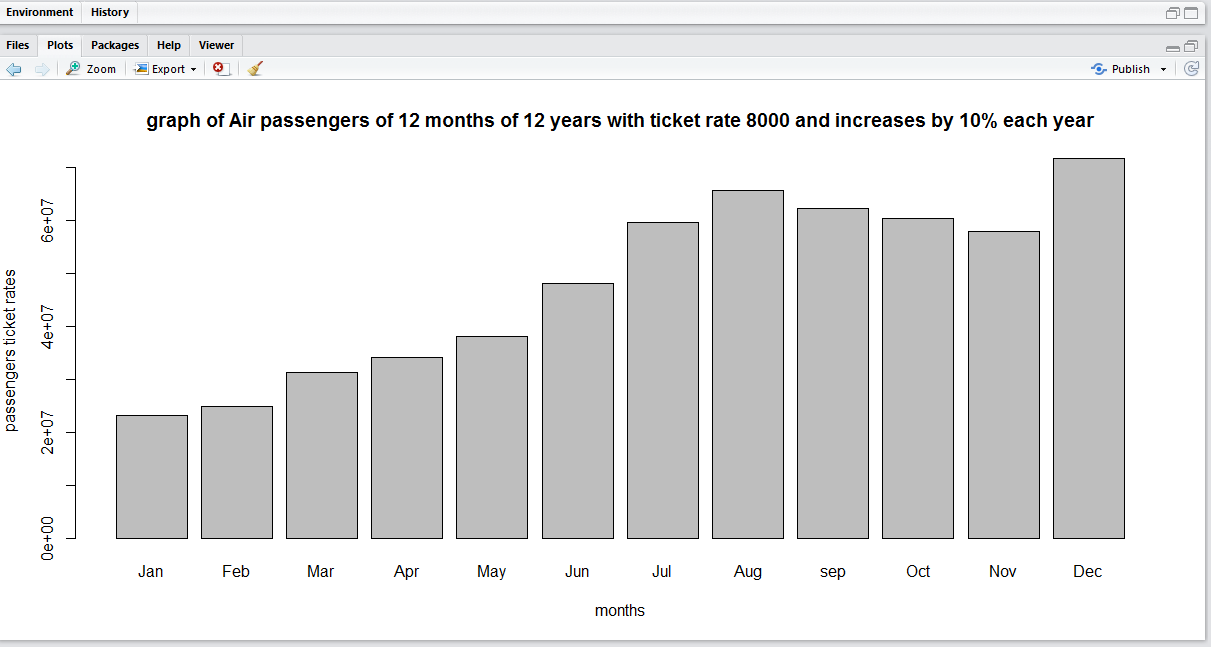 Environment History
Files Plots Packages Help Viewer
Zoom Export Publish
graph of Air passengers of 12 months of 12 years with ticket rate 8000 and increases by 10% each year
passengers ticket rates
6e+07
4e+07
2e+07
0e+00
Jan Feb Mar Apr May Jun Jul Aug sep Oct Nov Dec
months